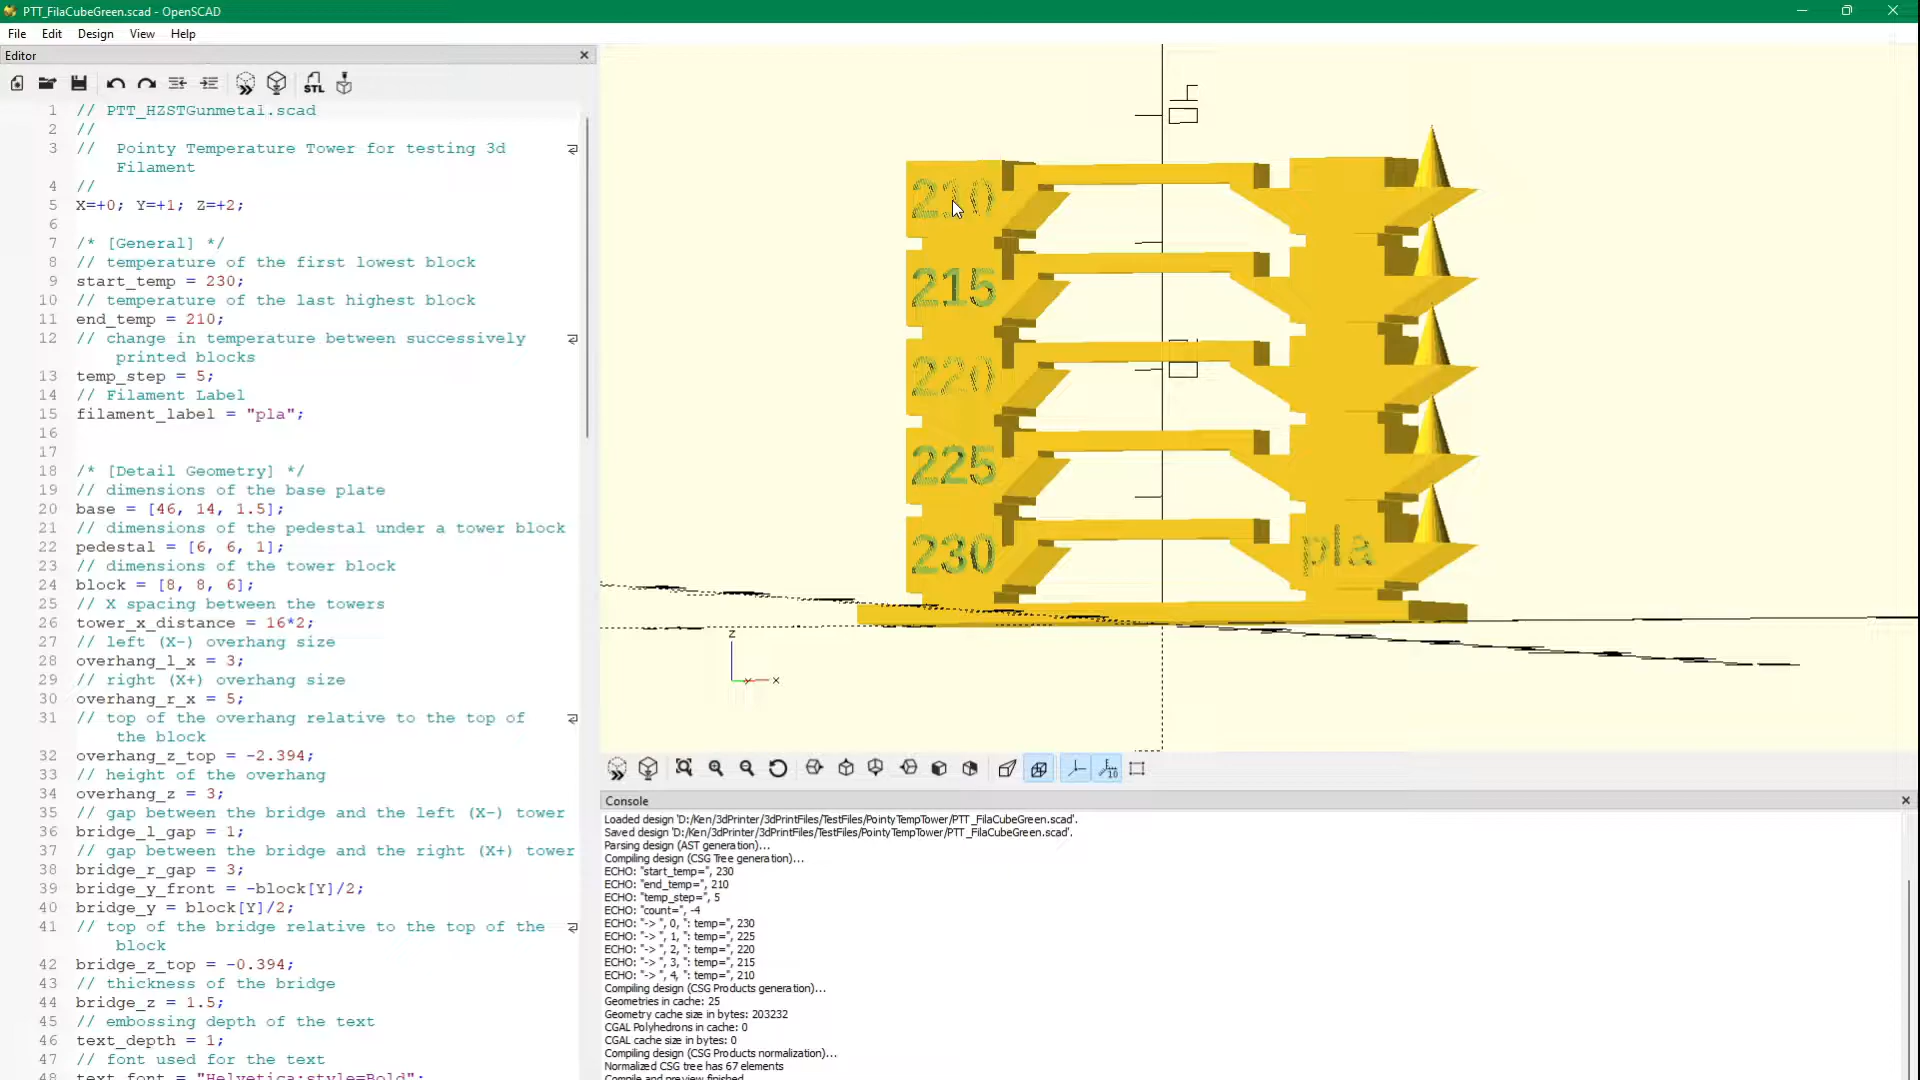 PTT_FilaCubeGreen.scad - OpenSCAD
File Edit Design View Help
Editor
STL
1 // PTT_HZSTGunmetal.scad
2 //
3 // Pointy Temperature Tower for testing 3d
Filament
4 //
5 X=+0; Y=+1; Z=+2;
6
7 /* [General] */
8 // temperature of the first lowest block
9 start_temp = 230;
10 // temperature of the last highest block
11 end_temp = 210;
12 // change in temperature between successively
printed blocks
13 temp_step = 5;
14 // Filament Label
15 filament_label = "pla";
16
17
18 /* [Detail Geometry] */
19 // dimensions of the base plate
20 base = [46, 14, 1.5];
21 // dimensions of the pedestal under a tower block
22 pedestal = [6, 6, 1];
23 // dimensions of the tower block
24 block = [8, 8, 6];
25 // X spacing between the towers
26 tower_x_distance = 16*2;
27 // left (X-) overhang size
28 overhang_l_x = 3;
29 // right (X+) overhang size
30 overhang_r_x = 5;
31 // top of the overhang relative to the top of
the block
32 overhang_z_top = -2.394;
33 // height of the overhang
34 overhang_z = 3;
35 // gap between the bridge and the left (X-) tower
36 bridge_l_gap = 1;
37 // gap between the bridge and the right (X+) tower
38 bridge_r_gap = 3;
39 bridge_y_front = -block[Y]/2;
40 bridge_y = block[Y]/2;
41 // top of the bridge relative to the top of the
block
42 bridge_z_top = -0.394;
43 // thickness of the bridge
44 bridge_z = 1.5;
45 // embossing depth of the text
46 text_depth = 1;
47 // font used for the text
48 text_font = "Helvetica:style=Bold";
210
215
220
225
230 pla
z
x
10
Console
Loaded design 'D:/Ken/3dPrinter/3dPrintFiles/TestFiles/PointyTempTower/PTT_FilaCubeGreen.scad'.
Saved design 'D:/Ken/3dPrinter/3dPrintFiles/TestFiles/PointyTempTower/PTT_FilaCubeGreen.scad'.
Parsing design (AST generation)...
Compiling design (CSG Tree generation)...
ECHO: "start_temp=", 230
ECHO: "end_temp=", 210
ECHO: "temp_step=", 5
ECHO: "count=", -4
ECHO: "-> ", 0, ": temp=", 230
ECHO: "-> ", 1, ": temp=", 225
ECHO: "-> ", 2, ": temp=", 220
ECHO: "-> ", 3, ": temp=", 215
ECHO: "-> ", 4, ": temp=", 210
Compiling design (CSG Products generation)...
Geometries in cache: 25
Geometry cache size in bytes: 203232
CGAL Polyhedrons in cache: 0
CGAL cache size in bytes: 0
Compiling design (CSG Products normalization)...
Normalized CSG tree has 67 elements
Compile and preview finished.